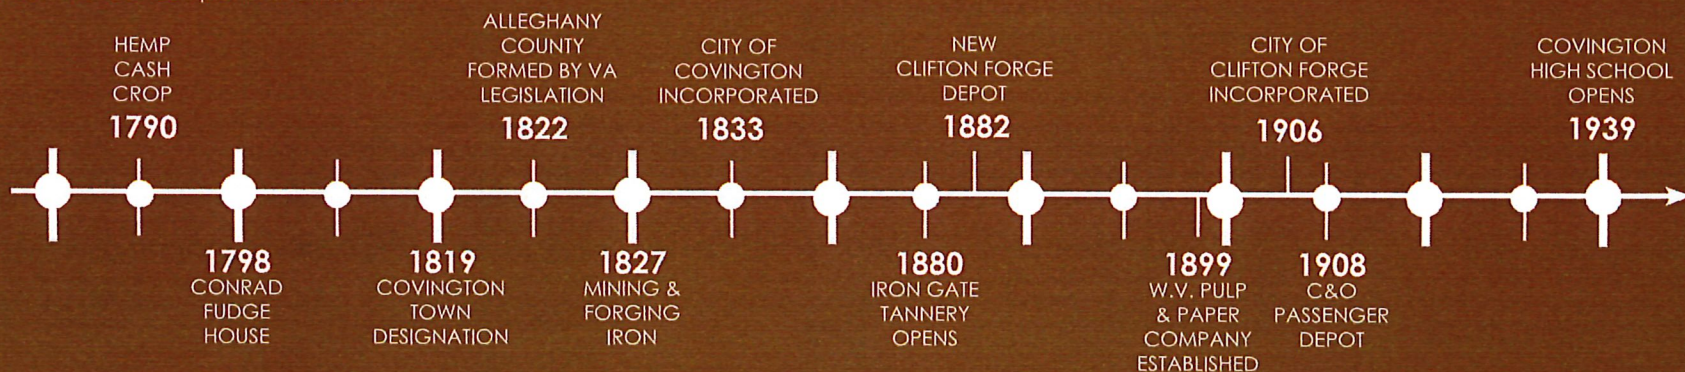 HEMP
CASH
CROP
1790
1798
CONRAD
FUDGE
HOUSE
1819
COVINGTON
TOWN
DESIGNATION
ALLEGHANY
COUNTY
FORMED BY VA
LEGISLATION
1822
1827
MINING &
FORGING
IRON
CITY OF
COVINGTON
INCORPORATED
1833
1880
IRON GATE
TANNERY
OPENS
NEW
CLIFTON FORGE
DEPOT
1882
1899
W.V. PULP
& PAPER
COMPANY
ESTABLISHED
CITY OF
CLIFTON FORGE
INCORPORATED
1906
1908
C&O
PASSENGER
DEPOT
COVINGTON
HIGH SCHOOL
OPENS
1939